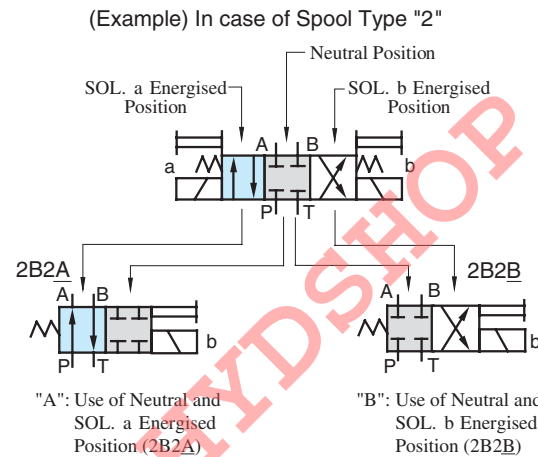 (Example) In case of Spool Type "2"
Neutral Position
SOL. a Energised
Position
SOL. b Energised
Position
A B
a b
P T
2B2A
2B2B
A B
b
P T
A B
b
P T
"A": Use of Neutral and
SOL. a Energised
Position (2B2A)
"B": Use of Neutral and
SOL. b Energised
Position (2B2B)
HYDSHOP